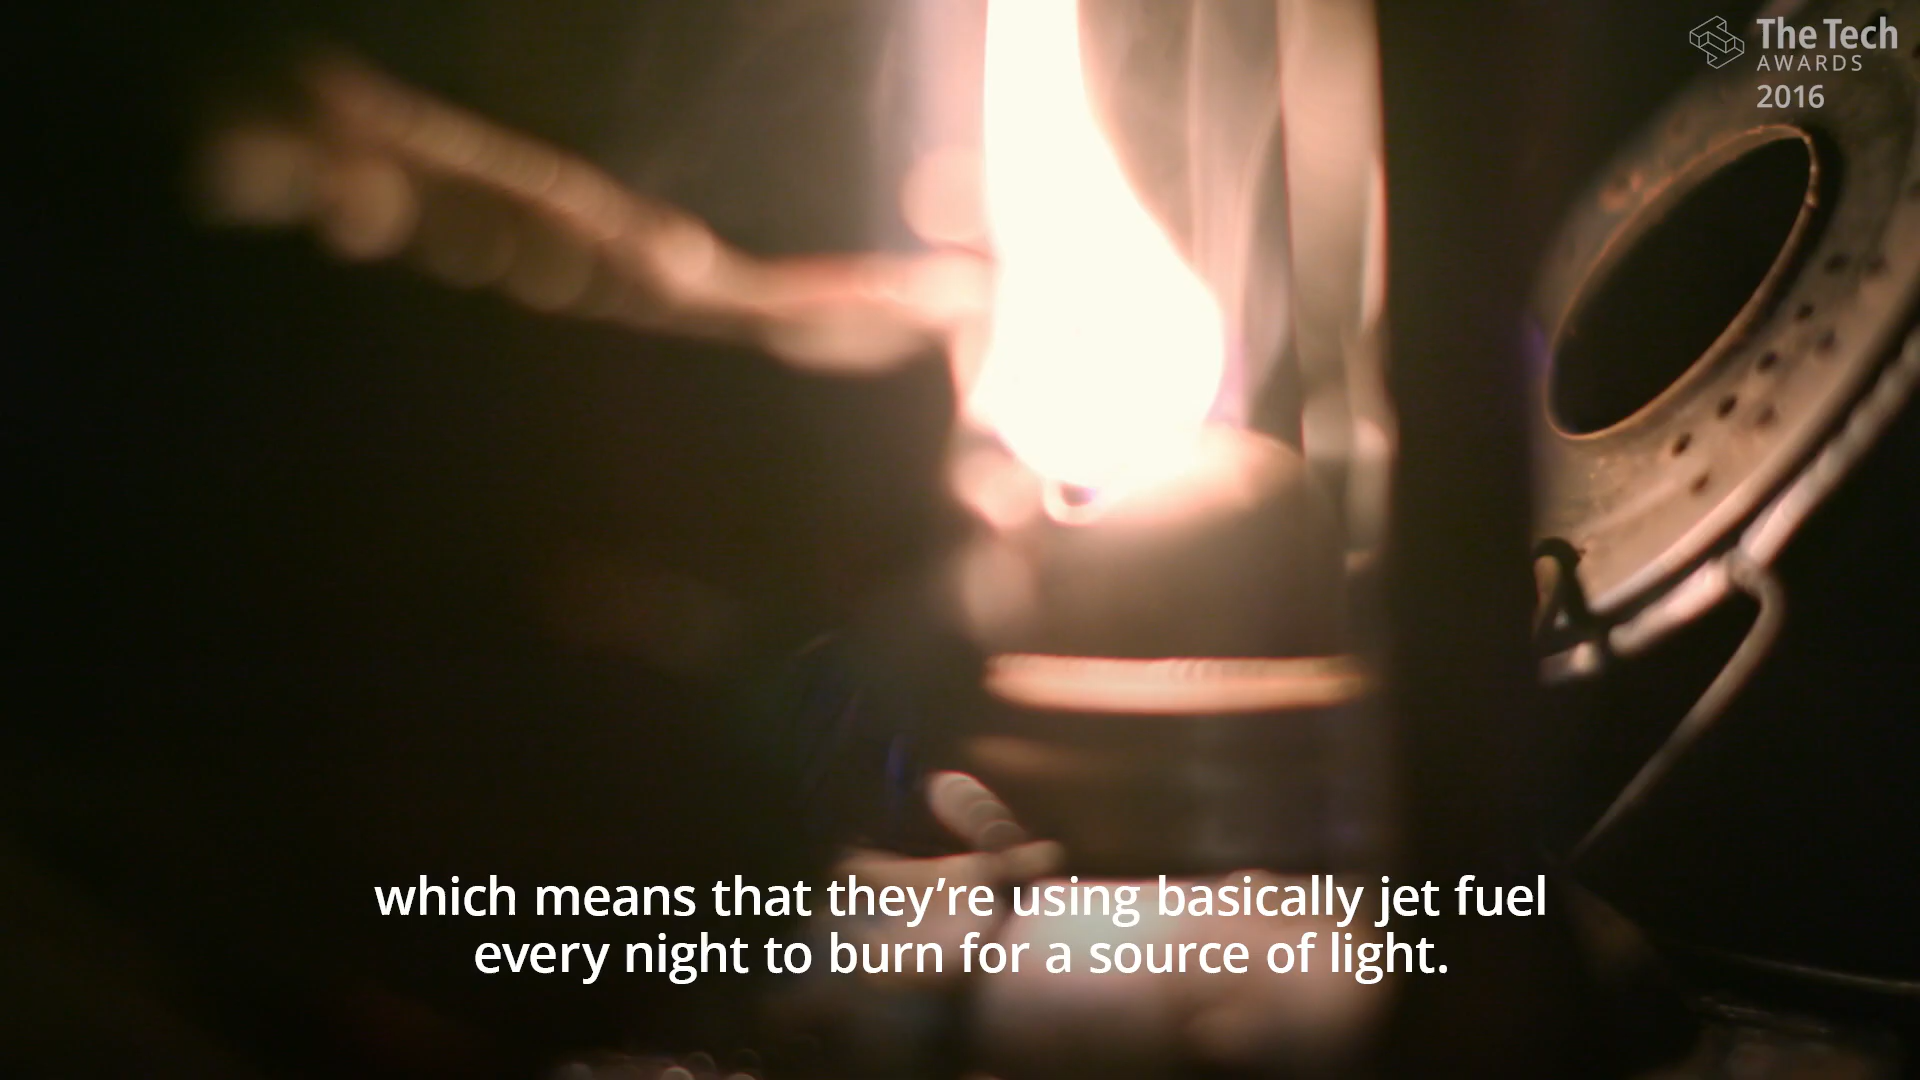 The Tech
AWARDS
2016
which means that they’re using basically jet fuel
every night to burn for a source of light.